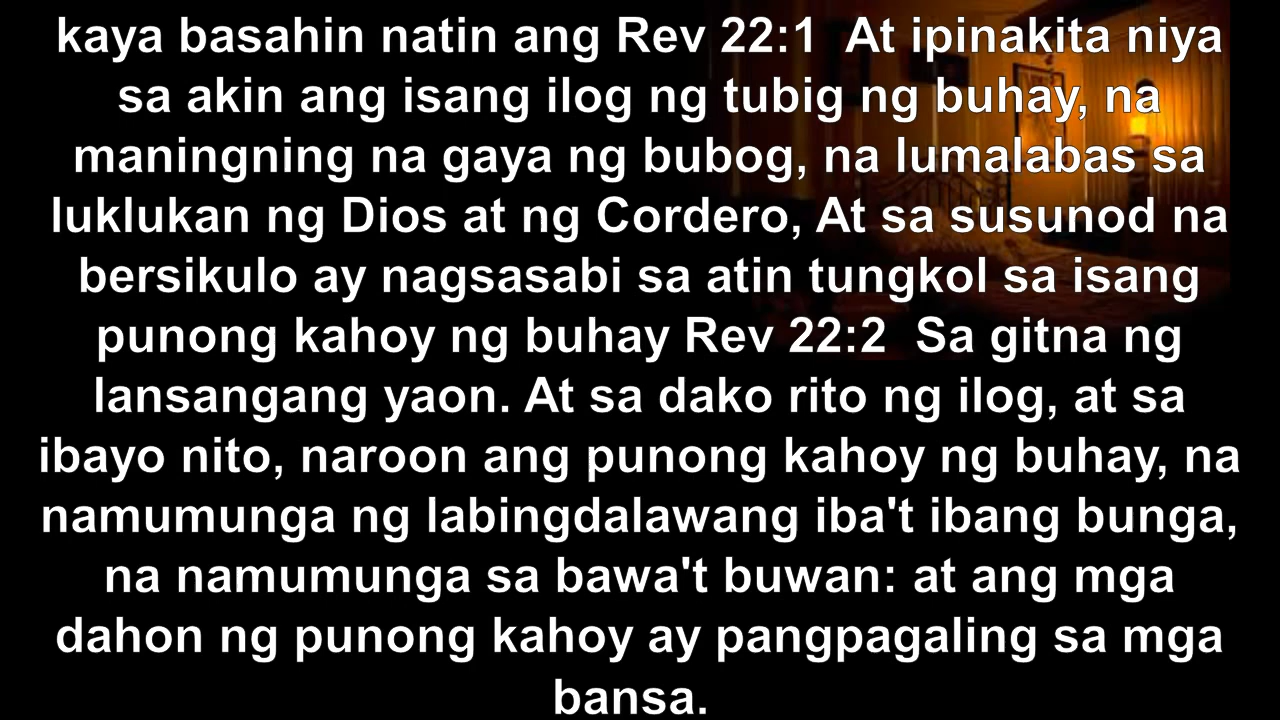 kaya basahin natin ang Rev 22:1  At ipinakita niya
sa akin ang isang ilog ng tubig ng buhay, na
maningning na gaya ng bubog, na lumalabas sa
luklukan ng Dios at ng Cordero, At sa susunod na
bersikulo ay nagsasabi sa atin tungkol sa isang
punong kahoy ng buhay Rev 22:2  Sa gitna ng
lansangang yaon. At sa dako rito ng ilog, at sa
ibayo nito, naroon ang punong kahoy ng buhay, na
namumunga ng labingdalawang iba't ibang bunga,
na namumunga sa bawa't buwan: at ang mga
dahon ng punong kahoy ay pangpagaling sa mga
bansa.